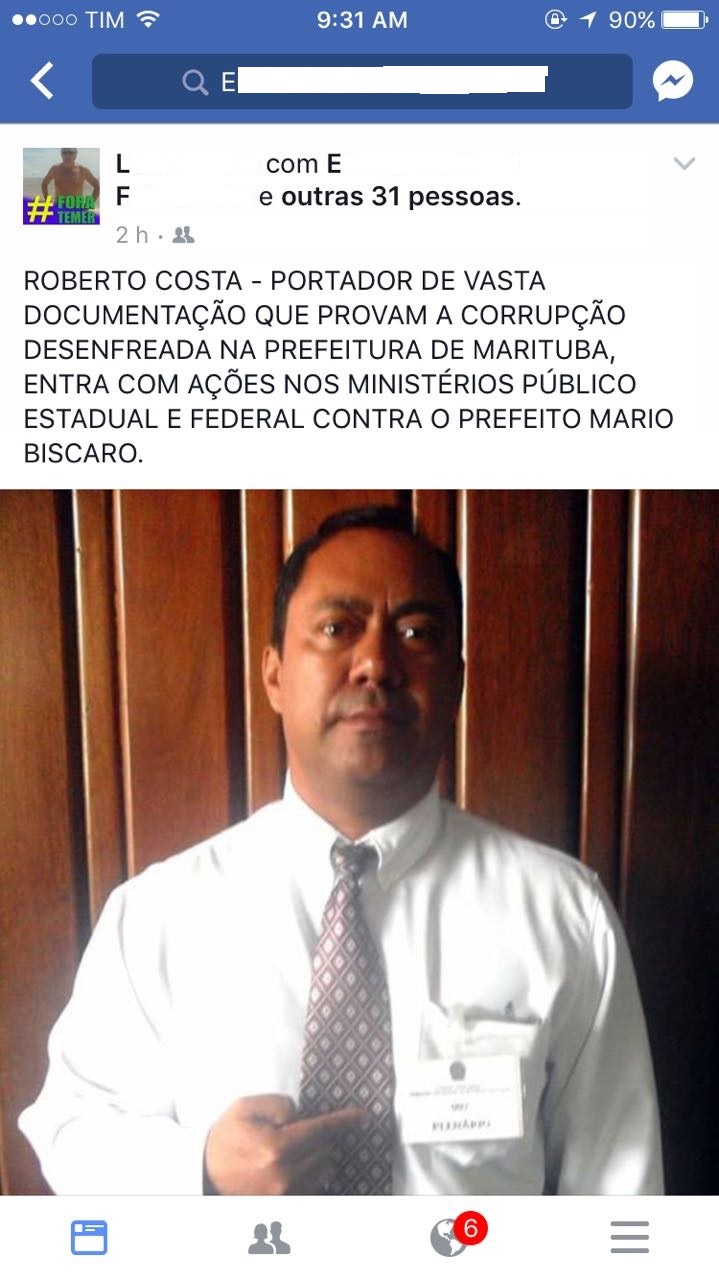 TIM 9:31 AM 90%
E
L com E
F e outras 31 pessoas.
# FORA
TEMER
2 h ·
ROBERTO COSTA - PORTADOR DE VASTA
DOCUMENTAÇÃO QUE PROVAM A CORRUPÇÃO
DESENFREADA NA PREFEITURA DE MARITUBA,
ENTRA COM AÇÕES NOS MINISTÉRIOS PÚBLICO
ESTADUAL E FEDERAL CONTRA O PREFEITO MARIO
BISCARO.
PLENÁRIO
6